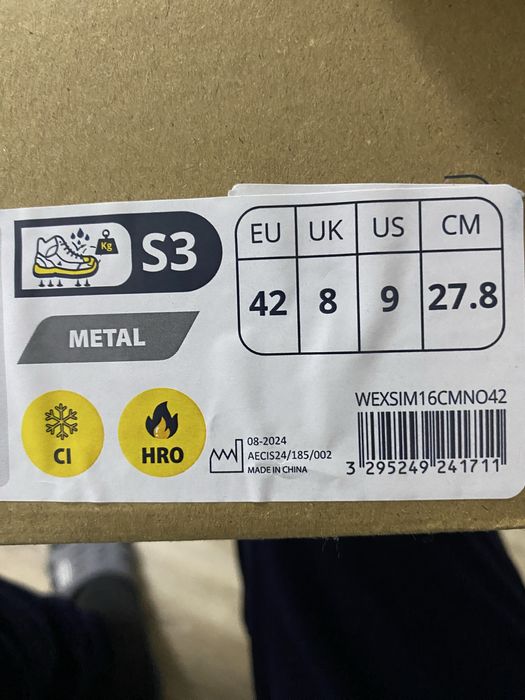 Kg
S3
EU UK US CM
42 8 9 27.8
METAL
WEXSIM16CMNO42
CI
HRO
08-2024
AECIS24/185/002
MADE IN CHINA
3 295249 241711